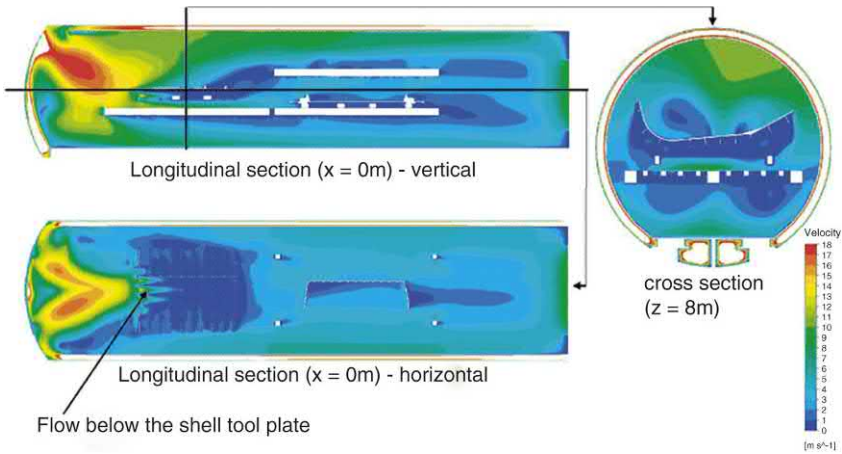 Longitudinal section (x = 0m) - vertical
Longitudinal section (x = 0m) - horizontal
Flow below the shell tool plate
cross section
(z = 8m)
Velocity
18
17
16
15
14
13
12
11
10
9
8
7
6
5
4
3
2
1
0
[m s^-1]